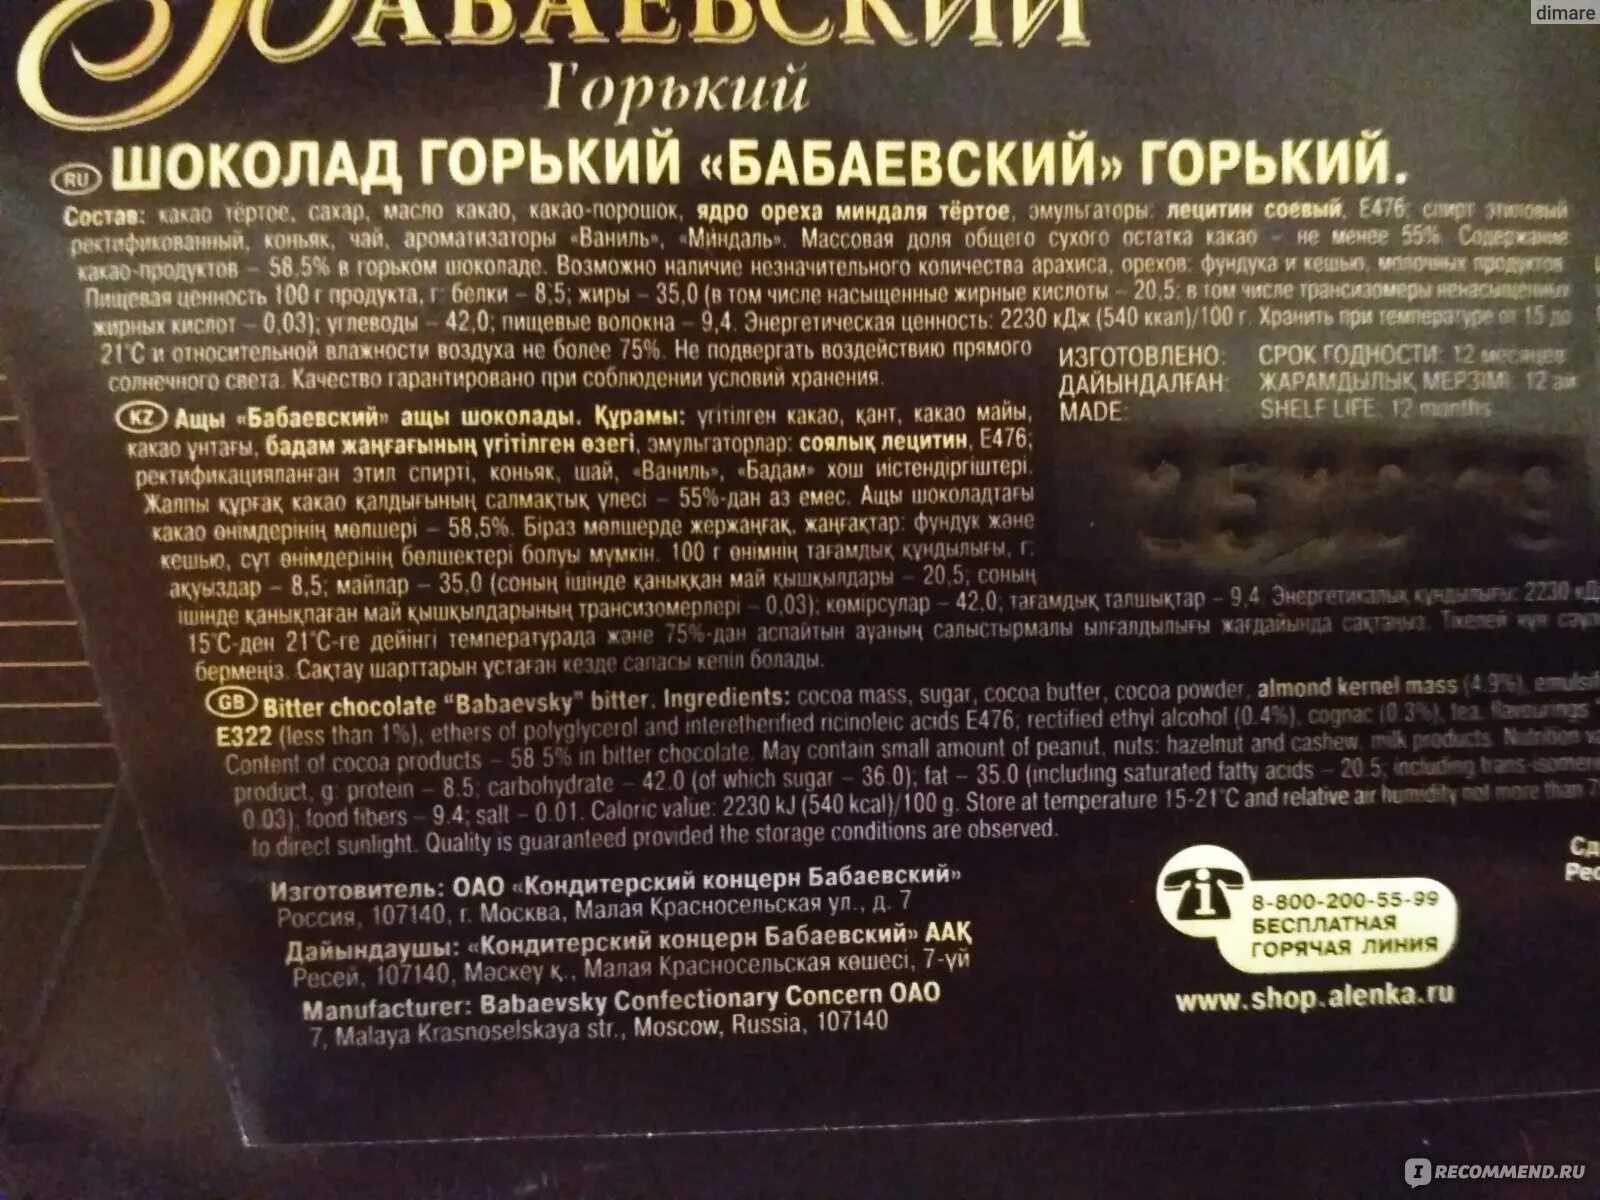 dimare
БАБАЕВСКИЙ
Горький
RU ШОКОЛАД ГОРЬКИЙ «БАБАЕВСКИЙ» ГОРЬКИЙ.
Состав: какао тёртое, сахар, масло какао, какао-порошок, ядро ореха миндаля тёртое, эмульгаторы: лецитин соевый, Е476; спирт этиловый
ректификованный, коньяк, чай, ароматизаторы «Ваниль», «Миндаль». Массовая доля общего сухого остатка какао – не менее 55%. Содержание
какао-продуктов – 58,5% в горьком шоколаде. Возможно наличие незначительного количества арахиса, орехов: фундука и кешью, молочных продуктов.
Пищевая ценность 100 г продукта, г: белки – 8,5; жиры – 35,0 (в том числе насыщенные жирные кислоты – 20,5; в том числе трансизомеры ненасыщенных
жирных кислот – 0,03); углеводы – 42,0; пищевые волокна – 9,4. Энергетическая ценность: 2230 кДж (540 ккал)/100 г. Хранить при температуре от 15 до
21°С и относительной влажности воздуха не более 75%. Не подвергать воздействию прямого
солнечного света. Качество гарантировано при соблюдении условий хранения.
ИЗГОТОВЛЕНО: СРОК ГОДНОСТИ: 12 месяцев
ДАЙЫНДАЛҒАН: ЖАРАМДЫЛЫҚ МЕРЗІМІ: 12 ай
MADE: SHELF LIFE: 12 months
KZ Ащы «Бабаевский» ащы шоколады. Құрамы: үгітілген какао, қант, какао майы,
какао ұнтағы, бадам жаңғағының үгітілген өзегі, эмульгаторлар: соялық лецитин, Е476;
ректификацияланған этил спирті, коньяк, шай, «Ваниль», «Бадам» хош иістендіргіштері.
Жалпы құрғақ какао қалдығының салмақтық үлесі – 55%-дан аз емес. Ащы шоколадтағы
какао өнімдерінің мөлшері – 58,5%. Біраз мөлшерде жержаңғақ, жаңғақтар: фундук және
кешью, сүт өнімдерінің бөлшектері болуы мүмкін. 100 г өнімнің тағамдық құндылығы, г:
ақуыздар – 8,5; майлар – 35,0 (соның ішінде қаныққан май қышқылдары – 20,5; соның
ішінде қанықпаған май қышқылдарының трансизомерлері – 0,03); көмірсулар – 42,0; тағамдық талшықтар – 9,4. Энергетикалық құндылығы: 2230 кД
15°С-ден 21°С-ге дейінгі температурада және 75%-дан аспайтын ауаның салыстырмалы ылғалдылығы жағдайында сақтаңыз. Тікелей күн
бермеңіз. Сақтау шарттарын ұстаған кезде сапасы кепіл болады.
GB Bitter chocolate "Babaevsky" bitter. Ingredients: cocoa mass, sugar, cocoa butter, cocoa powder, almond kernel mass (4.9%), emulsif
E322 (less than 1%), ethers of polyglycerol and interetherified ricinoleic acids E476; rectified ethyl alcohol (0.4%), cognac (0.3%), tea, flavourings
Content of cocoa products – 58.5% in bitter chocolate. May contain small amount of peanut, nuts: hazelnut and cashew, milk products. Nutrition va
product, g: protein – 8.5; carbohydrate – 42.0 (of which sugar – 36.0); fat – 35.0 (including saturated fatty acids – 20.5; including trans-isomer
0.03); food fibers – 9.4; salt – 0.01. Caloric value: 2230 kJ (540 kcal)/100 g. Store at temperature 15-21°C and relative air humidity not more than 7
to direct sunlight. Quality is guaranteed provided the storage conditions are observed.
Изготовитель: ОАО «Кондитерский концерн Бабаевский»
Россия, 107140, г. Москва, Малая Красносельская ул., д. 7
Дайындаушы: «Кондитерский концерн Бабаевский» ААҚ
Ресей, 107140, Мәскеу қ., Малая Красносельская көшесі, 7-үй
Manufacturer: Babaevsky Confectionary Concern ОАО
7, Malaya Krasnoselskaya str., Moscow, Russia, 107140
Сд
Рес
8-800-200-55-99
БЕСПЛАТНАЯ
ГОРЯЧАЯ ЛИНИЯ
www.shop.alenka.ru
IRECOMMEND.RU